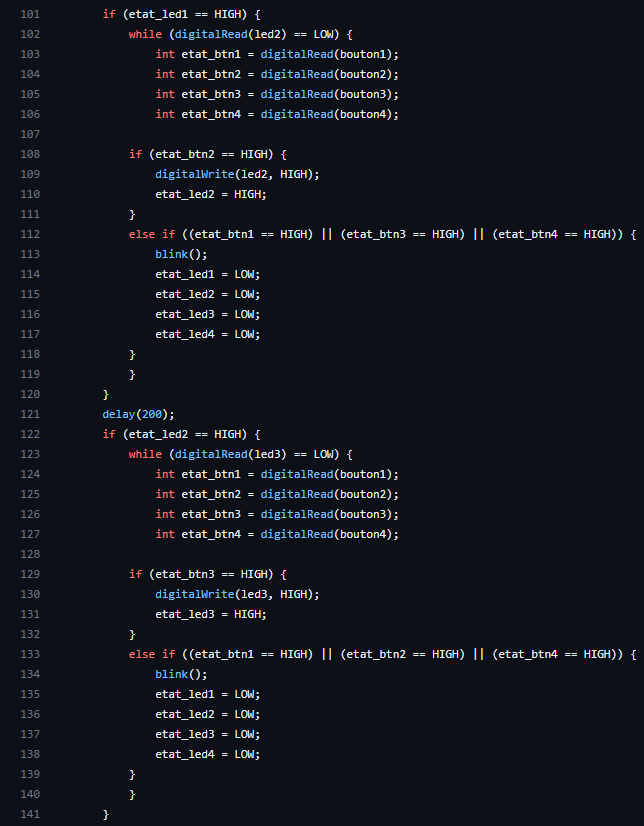 101 if (etat_led1 == HIGH) {
102 while (digitalRead(led2) == LOW) {
103 int etat_btn1 = digitalRead(bouton1);
104 int etat_btn2 = digitalRead(bouton2);
105 int etat_btn3 = digitalRead(bouton3);
106 int etat_btn4 = digitalRead(bouton4);
107
108 if (etat_btn2 == HIGH) {
109 digitalWrite(led2, HIGH);
110 etat_led2 = HIGH;
111 }
112 else if ((etat_btn1 == HIGH) || (etat_btn3 == HIGH) || (etat_btn4 == HIGH)) {
113 blink();
114 etat_led1 = LOW;
115 etat_led2 = LOW;
116 etat_led3 = LOW;
117 etat_led4 = LOW;
118 }
119 }
120 }
121 delay(200);
122 if (etat_led2 == HIGH) {
123 while (digitalRead(led3) == LOW) {
124 int etat_btn1 = digitalRead(bouton1);
125 int etat_btn2 = digitalRead(bouton2);
126 int etat_btn3 = digitalRead(bouton3);
127 int etat_btn4 = digitalRead(bouton4);
128
129 if (etat_btn3 == HIGH) {
130 digitalWrite(led3, HIGH);
131 etat_led3 = HIGH;
132 }
133 else if ((etat_btn1 == HIGH) || (etat_btn2 == HIGH) || (etat_btn4 == HIGH)) {
134 blink();
135 etat_led1 = LOW;
136 etat_led2 = LOW;
137 etat_led3 = LOW;
138 etat_led4 = LOW;
139 }
140 }
141 }